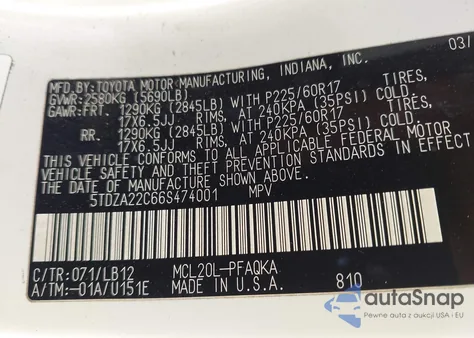 MFD. BY: TOYOTA MOTOR MANUFACTURING, INDIANA, INC. 03/
GVWR: 2580KG (5690LB)
GAWR: FRT. 1290KG (2845LB) WITH P225/60R17 TIRES,
17X6.5JJ RIMS, AT 240KPA (35PSI) COLD.
RR. 1290KG (2845LB) WITH P225/60R17 TIRES,
17X6.5JJ RIMS, AT 240KPA (35PSI) COLD.
THIS VEHICLE CONFORMS TO ALL APPLICABLE FEDERAL MOTOR
VEHICLE SAFETY AND THEFT PREVENTION STANDARDS IN EFFECT
ON THE DATE OF MANUFACTURE SHOWN ABOVE.
5TDZA22C66S474001 MPV
C/TR: 071/LB12 MCL20L-PFAQKA
A/TM: -01A/U151E MADE IN U.S.A. 810
autoSnap
Pewne auta z aukcji USA i EU